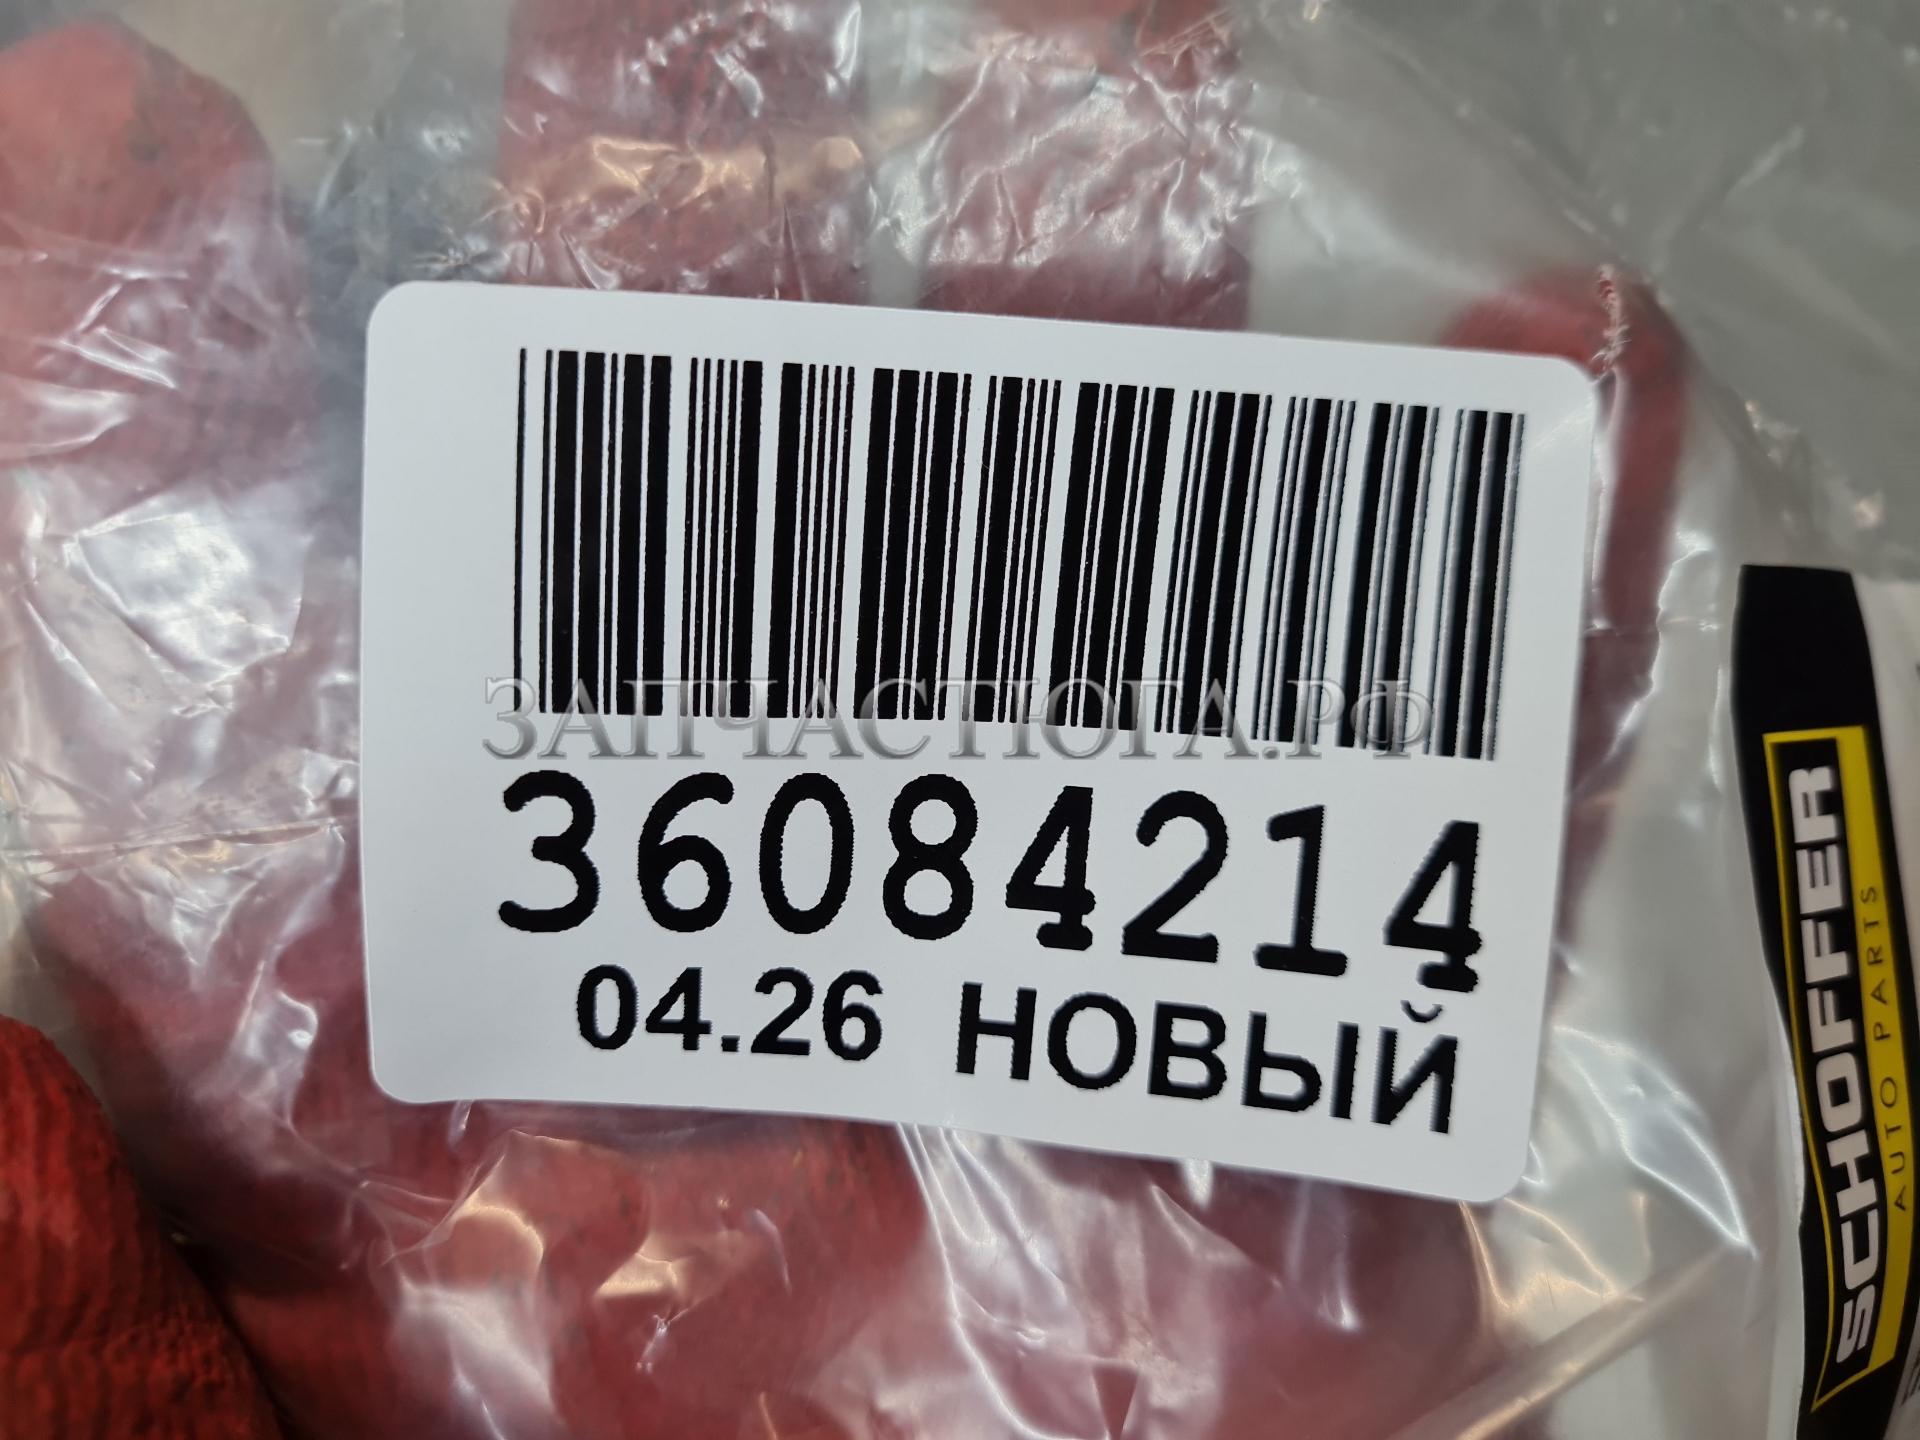 ЗАПЧАСТЮГА.РФ
36084214
04.26 НОВЫЙ
SCHOFFER
AUTO PARTS